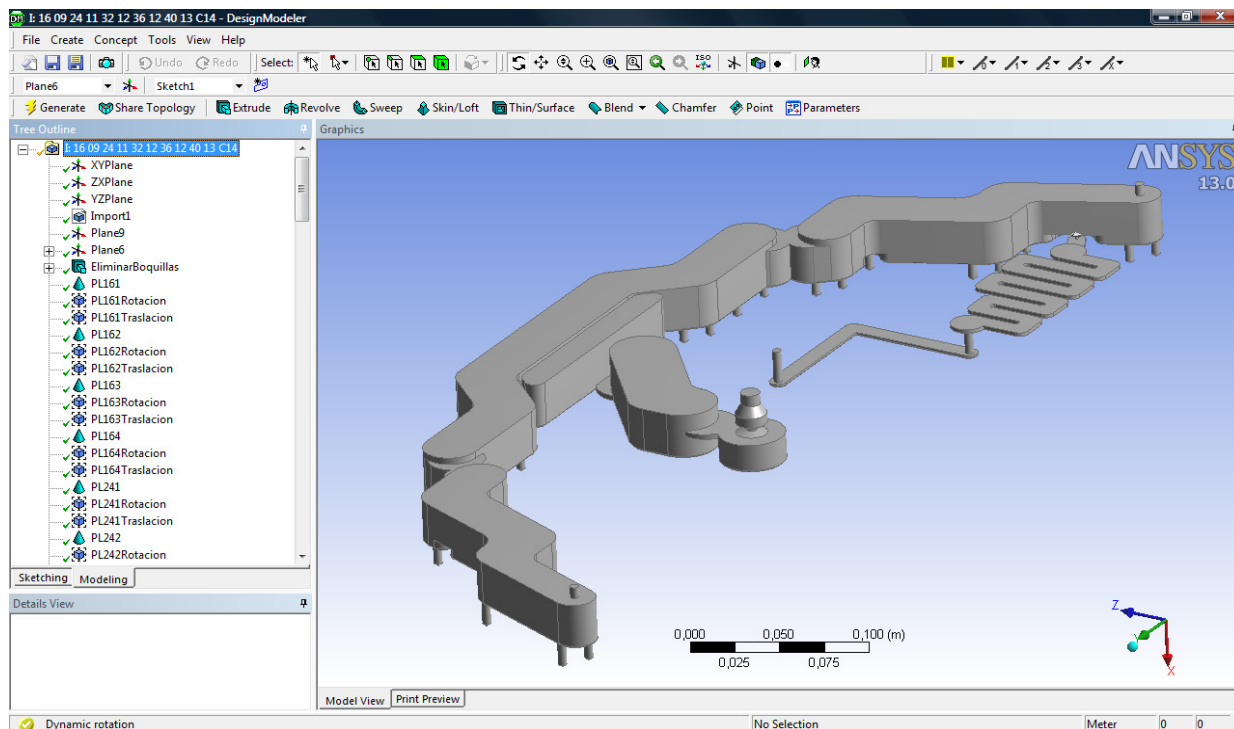 I: 16 09 24 11 32 12 36 12 40 13 C14 - DesignModeler
File Create Concept Tools View Help
Undo Redo Select: ISO
Plane6 Sketch1
Generate Share Topology Extrude Revolve Sweep Skin/Loft Thin/Surface Blend Chamfer Point Parameters
Tree Outline
I: 16 09 24 11 32 12 36 12 40 13 C14
XYPlane
ZXPlane
YZPlane
Import1
Plane9
Plane6
EliminarBoquillas
PL161
PL161Rotacion
PL161Traslacion
PL162
PL162Rotacion
PL162Traslacion
PL163
PL163Rotacion
PL163Traslacion
PL164
PL164Rotacion
PL164Traslacion
PL241
PL241Rotacion
PL241Traslacion
PL242
PL242Rotacion
Sketching Modeling
Details View
Graphics
ANSYS
13.0
0,000 0,050 0,100 (m)
0,025 0,075
Z
X
Model View Print Preview
Dynamic rotation No Selection Meter 0 0